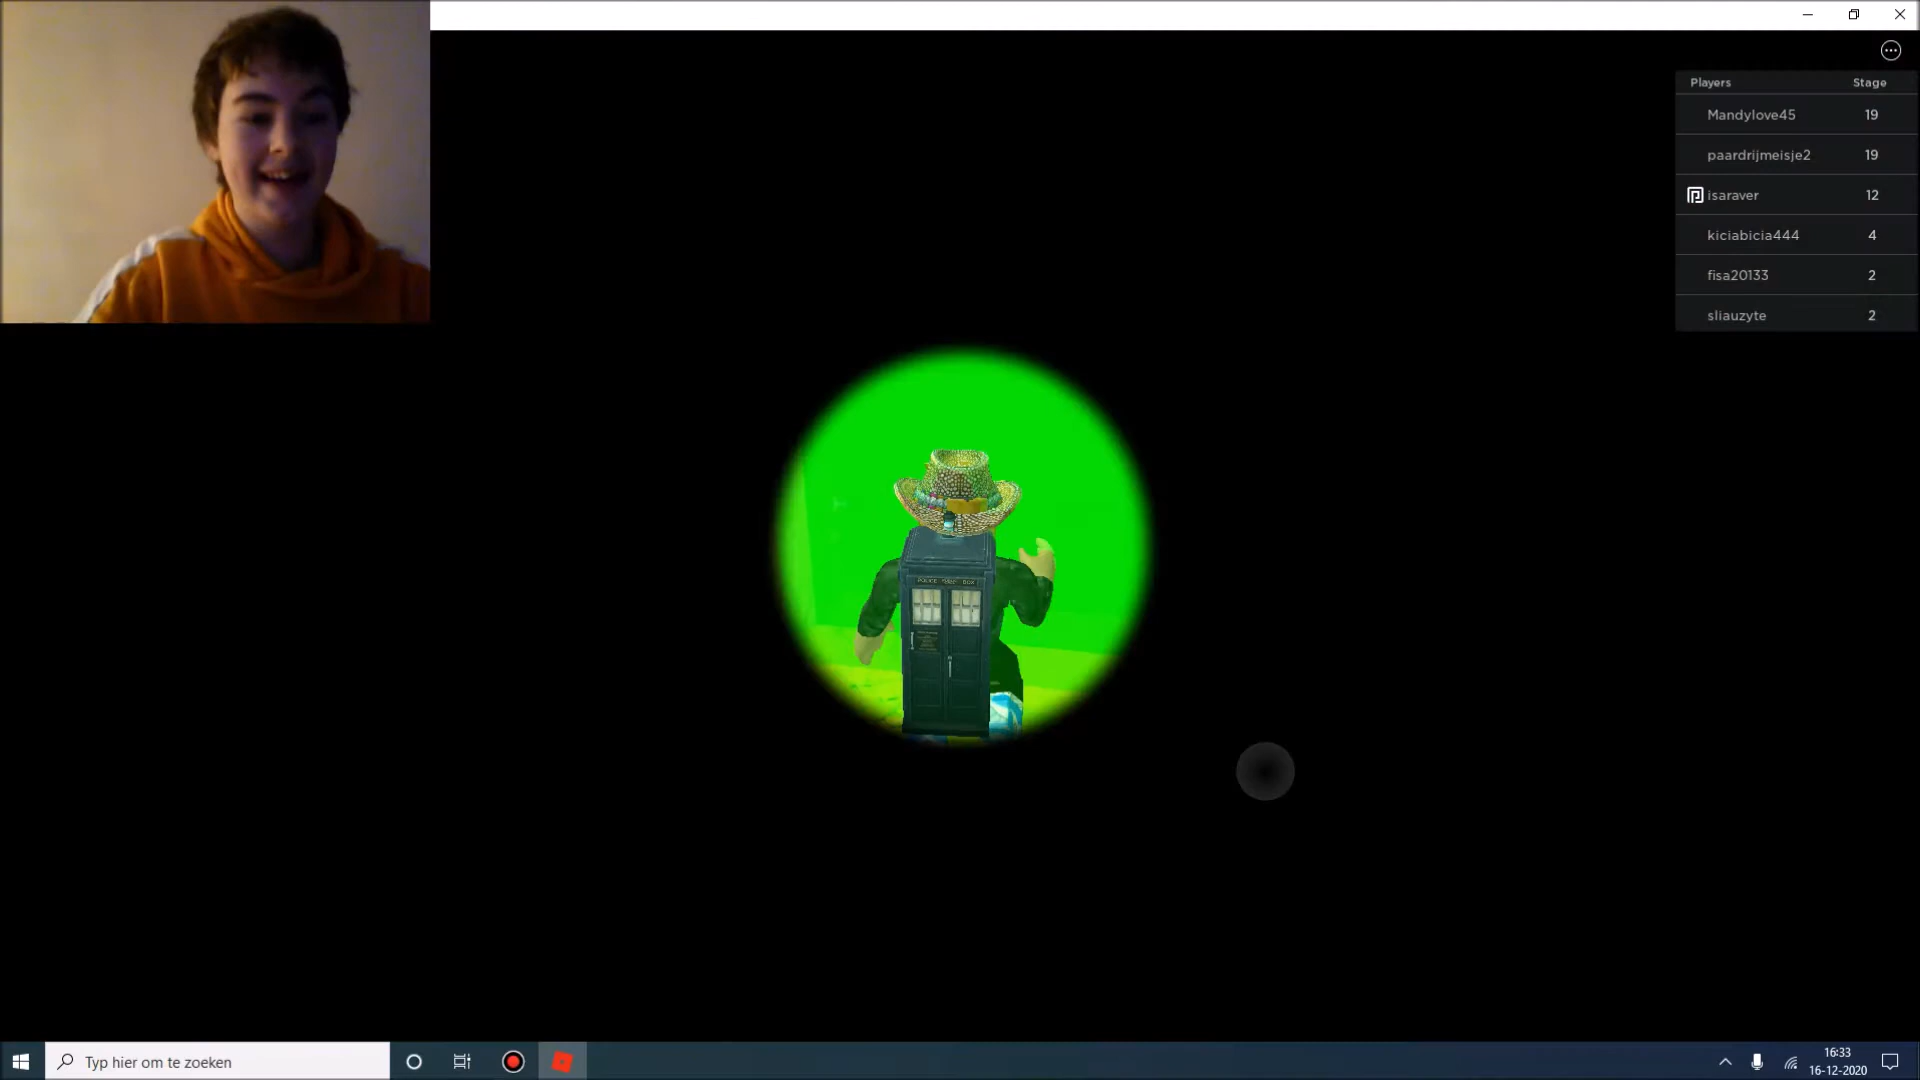 Players Stage
Mandylove45 19
paardrijmeisje2 19
isaraver 12
kiciabicia444 4
fisa20133 2
sliauzyte 2
POLICE BOX
Typ hier om te zoeken
16:33
16-12-2020